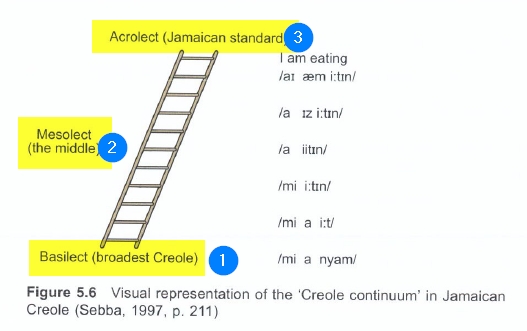 Acrolect (Jamaican standard) 3
I am eating
/aɪ æm i:tɪn/
/a ɪz i:tɪn/
Mesolect
(the middle) 2
/a iitɪn/
/mi i:tɪn/
/mi a i:t/
Basilect (broadest Creole) 1
/mi a nyam/
Figure 5.6 Visual representation of the 'Creole continuum' in Jamaican
Creole (Sebba, 1997, p. 211)